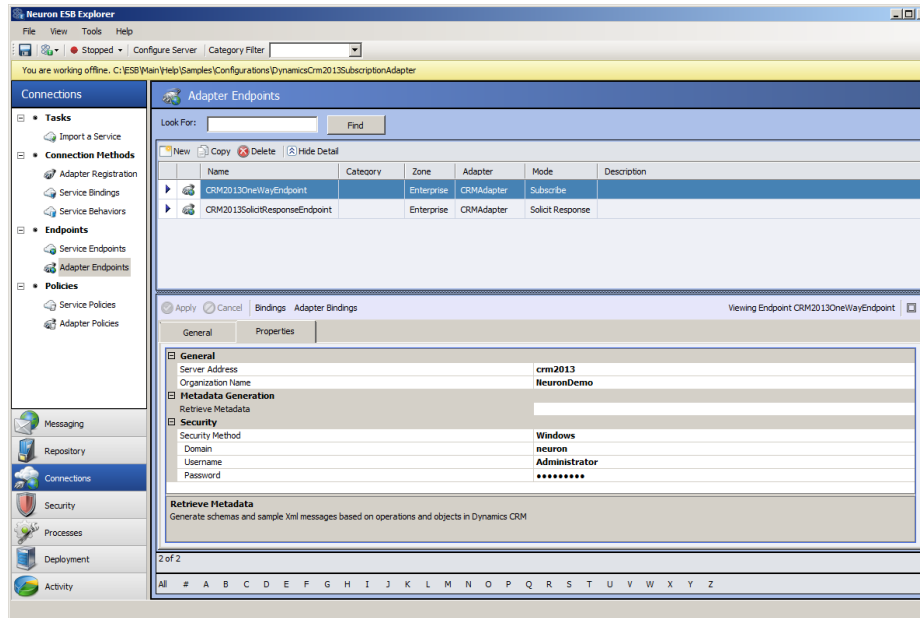 Neuron ESB Explorer
File View Tools Help
Stopped Configure Server Category Filter
You are working offline. C:\ESB\Main\Help\Samples\Configurations\DynamicsCrm2013SubscriptionAdapter
Connections
Tasks
Import a Service
Connection Methods
Adapter Registration
Service Bindings
Service Behaviors
Endpoints
Service Endpoints
Adapter Endpoints
Policies
Service Policies
Adapter Policies
Messaging
Repository
Connections
Security
Processes
Deployment
Activity
Adapter Endpoints
Look For: Find
New Copy Delete Hide Detail
Name Category Zone Adapter Mode Description
CRM2013OneWayEndpoint Enterprise CRMAdapter Subscribe
CRM2013SolicitResponseEndpoint Enterprise CRMAdapter Solicit Response
Apply Cancel Bindings Adapter Bindings Viewing Endpoint CRM2013OneWayEndpoint
General Properties
General
Server Address crm2013
Organization Name NeuronDemo
Metadata Generation
Retrieve Metadata
Security
Security Method Windows
Domain neuron
Username Administrator
Password ●●●●●●●●●
Retrieve Metadata
Generate schemas and sample Xml messages based on operations and objects in Dynamics CRM
2 of 2
All # A B C D E F G H I J K L M N O P Q R S T U V W X Y Z